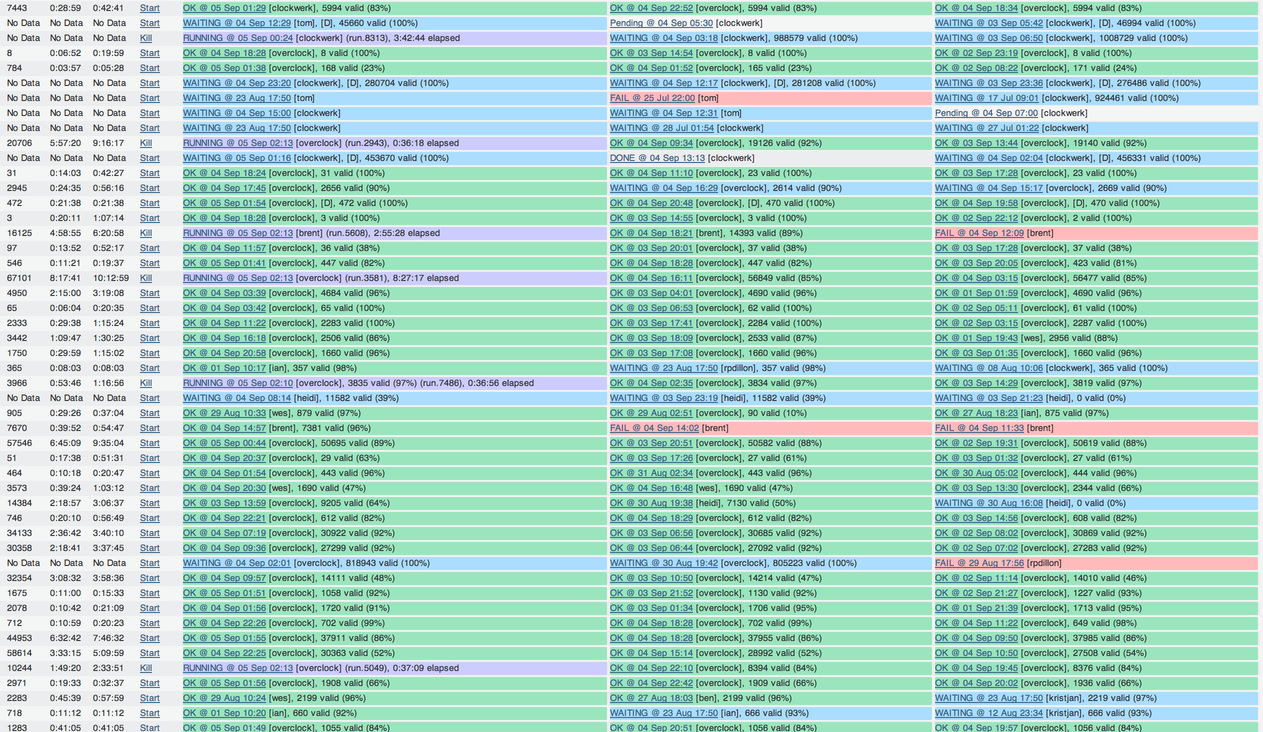 7443 0:28:59 0:42:41 Start OK @ 05 Sep 01:29 [clockwerk], 5994 (83%) OK @ 04 Sep 22:52 [clockwerk], 5994 (83%) OK @ 04 Sep 18:34 [clockwerk], 5994 (83%)
No Data No Data No Data Start WAITING @ 04 Sep 12:29 [tom], [D], 45660 (100%) Pending @ 04 Sep 05:30 [clockwerk] WAITING @ 03 Sep 05:42 [clockwerk], [D], 46994 (100%)
No Data No Data No Data Kill RUNNING @ 05 Sep 00:24 [clockwerk] (run.8313), 3:42:44 elapsed WAITING @ 04 Sep 03:18 [clockwerk], 988579 (100%) WAITING @ 03 Sep 06:50 [clockwerk], 1008729 (100%)
8 0:06:52 0:19:59 Start OK @ 04 Sep 18:28 [clockwerk], 8 valid (100%) OK @ 03 Sep 14:54 [clockwerk], 8 valid (100%) OK @ 02 Sep 23:19 [clockwerk], 8 valid (100%)
784 0:03:57 0:05:28 Start OK @ 05 Sep 01:38 [overclock], 168 valid (23%) OK @ 04 Sep 01:52 [overclock], 165 valid (23%) OK @ 02 Sep 08:22 [overclock], 171 valid (24%)
No Data No Data No Data Start WAITING @ 04 Sep 23:20 [clockwerk], [D], 280704 (100%) WAITING @ 04 Sep 12:17 [clockwerk], [D], 281208 (100%) WAITING @ 03 Sep 23:36 [clockwerk], [D], 276486 (100%)
No Data No Data No Data Start WAITING @ 23 Aug 17:50 [tom] FAIL @ 25 Jul 22:00 [tom] WAITING @ 17 Jul 09:01 [clockwerk], 924461 (100%)
No Data No Data No Data Start WAITING @ 04 Sep 15:00 [clockwerk] WAITING @ 04 Sep 12:31 [tom] Pending @ 04 Sep 07:00 [clockwerk]
No Data No Data No Data Start WAITING @ 23 Aug 17:50 [clockwerk] WAITING @ 28 Jul 01:54 [clockwerk] WAITING @ 27 Jul 01:22 [clockwerk]
20706 5:57:20 9:16:17 Kill RUNNING @ 05 Sep 02:13 [overclock] (run.2943), 0:36:18 elapsed OK @ 04 Sep 09:34 [overclock], 19126 valid (92%) OK @ 03 Sep 13:44 [overclock], 19140 valid (92%)
No Data No Data No Data Start WAITING @ 05 Sep 01:16 [clockwerk], [D], 453670 (100%) DONE @ 04 Sep 13:13 [clockwerk] WAITING @ 04 Sep 02:04 [clockwerk], [D], 456331 (100%)
31 0:14:03 0:42:27 Start OK @ 04 Sep 18:24 [overclock], 31 valid (100%) OK @ 04 Sep 11:10 [overclock], 23 valid (100%) OK @ 03 Sep 17:28 [overclock], 23 valid (100%)
2945 0:24:35 0:56:16 Start OK @ 04 Sep 17:45 [overclock], 2656 valid (90%) WAITING @ 04 Sep 16:29 [overclock], 2614 valid (90%) WAITING @ 04 Sep 15:17 [overclock], 2669 valid (90%)
472 0:21:38 0:21:38 Start OK @ 05 Sep 01:54 [overclock], [D], 472 valid (100%) OK @ 04 Sep 20:48 [overclock], [D], 470 valid (100%) OK @ 04 Sep 19:58 [overclock], [D], 470 valid (100%)
3 0:20:11 1:07:14 Start OK @ 04 Sep 18:28 [overclock], 3 valid (100%) OK @ 03 Sep 14:55 [overclock], 3 valid (100%) OK @ 02 Sep 22:12 [overclock], 2 valid (100%)
16125 4:58:55 6:20:58 Kill RUNNING @ 05 Sep 02:13 [brent] (run.5608), 2:55:28 elapsed OK @ 04 Sep 18:21 [brent], 14393 valid (89%) FAIL @ 04 Sep 12:09 [brent]
97 0:13:52 0:52:17 Start OK @ 04 Sep 11:57 [overclock], 36 valid (38%) OK @ 03 Sep 20:01 [overclock], 37 valid (38%) OK @ 03 Sep 17:28 [overclock], 37 valid (38%)
546 0:11:21 0:19:37 Start OK @ 05 Sep 01:41 [overclock], 447 valid (82%) OK @ 04 Sep 18:28 [overclock], 447 valid (82%) OK @ 03 Sep 20:05 [overclock], 423 valid (81%)
67101 8:17:41 10:12:59 Kill RUNNING @ 05 Sep 02:13 [overclock] (run.3581), 8:27:17 elapsed OK @ 04 Sep 16:11 [overclock], 56849 valid (85%) OK @ 04 Sep 03:15 [overclock], 56477 valid (85%)
4950 2:15:00 3:19:08 Start OK @ 04 Sep 03:39 [overclock], 4684 valid (96%) OK @ 03 Sep 04:01 [overclock], 4690 valid (96%) OK @ 01 Sep 01:59 [overclock], 4690 valid (96%)
65 0:06:04 0:20:35 Start OK @ 04 Sep 03:42 [overclock], 65 valid (100%) OK @ 03 Sep 06:53 [overclock], 62 valid (100%) OK @ 02 Sep 05:11 [overclock], 61 valid (100%)
2333 0:29:38 1:15:24 Start OK @ 04 Sep 11:22 [overclock], 2283 valid (100%) OK @ 03 Sep 17:41 [overclock], 2284 valid (100%) OK @ 02 Sep 03:15 [overclock], 2287 valid (100%)
3442 1:09:47 1:30:25 Start OK @ 04 Sep 16:18 [overclock], 2506 valid (86%) OK @ 03 Sep 18:09 [overclock], 2533 valid (87%) OK @ 01 Sep 19:43 [wes], 2956 valid (88%)
1750 0:29:59 1:15:02 Start OK @ 04 Sep 20:58 [overclock], 1660 valid (96%) OK @ 03 Sep 17:08 [overclock], 1660 valid (96%) OK @ 03 Sep 01:35 [overclock], 1660 valid (96%)
365 0:08:03 0:08:03 Start OK @ 01 Sep 10:17 [ian], 357 valid (98%) WAITING @ 23 Aug 17:50 [rpdillon], 357 valid (98%) WAITING @ 08 Aug 10:06 [clockwerk], 365 valid (100%)
3966 0:53:46 1:16:56 Kill RUNNING @ 05 Sep 02:10 [overclock], 3835 valid (97%) (run.7486), 0:36:56 elapsed OK @ 04 Sep 02:35 [overclock], 3834 valid (97%) OK @ 03 Sep 14:29 [overclock], 3819 valid (97%)
No Data No Data No Data Start WAITING @ 04 Sep 08:14 [heidi], 11582 valid (39%) WAITING @ 03 Sep 23:19 [heidi], 11582 valid (39%) WAITING @ 03 Sep 21:23 [heidi], 0 valid (0%)
905 0:29:26 0:37:04 Start OK @ 29 Aug 10:33 [wes], 879 valid (97%) OK @ 29 Aug 02:51 [overclock], 90 valid (10%) OK @ 27 Aug 18:23 [ian], 875 valid (97%)
7670 0:39:52 0:54:47 Start OK @ 04 Sep 14:57 [brent], 7381 valid (96%) FAIL @ 04 Sep 14:02 [brent] FAIL @ 04 Sep 11:33 [brent]
57546 6:45:09 9:35:04 Start OK @ 05 Sep 00:44 [overclock], 50695 valid (89%) OK @ 03 Sep 20:51 [overclock], 50582 valid (88%) OK @ 02 Sep 19:31 [overclock], 50619 valid (88%)
51 0:17:38 0:51:31 Start OK @ 04 Sep 20:37 [overclock], 29 valid (63%) OK @ 03 Sep 17:26 [overclock], 27 valid (61%) OK @ 03 Sep 01:32 [overclock], 27 valid (61%)
464 0:10:18 0:20:47 Start OK @ 04 Sep 01:54 [overclock], 443 valid (96%) OK @ 31 Aug 02:34 [overclock], 443 valid (96%) OK @ 30 Aug 05:02 [overclock], 444 valid (96%)
3573 0:39:24 1:03:12 Start OK @ 04 Sep 20:30 [wes], 1690 valid (47%) OK @ 04 Sep 16:48 [wes], 1690 valid (47%) OK @ 03 Sep 13:30 [overclock], 2344 valid (66%)
14384 2:18:57 3:06:37 Start OK @ 03 Sep 13:59 [overclock], 9205 valid (64%) OK @ 30 Aug 19:38 [heidi], 7130 valid (50%) WAITING @ 30 Aug 16:08 [heidi], 0 valid (0%)
746 0:20:10 0:56:49 Start OK @ 04 Sep 22:21 [overclock], 612 valid (82%) OK @ 04 Sep 18:29 [overclock], 612 valid (82%) OK @ 03 Sep 14:56 [overclock], 608 valid (82%)
34133 2:36:42 3:40:10 Start OK @ 04 Sep 07:19 [overclock], 30922 valid (92%) OK @ 03 Sep 06:56 [overclock], 30685 valid (92%) OK @ 02 Sep 08:02 [overclock], 30869 valid (92%)
30358 2:18:41 3:37:45 Start OK @ 04 Sep 09:36 [overclock], 27299 valid (92%) OK @ 03 Sep 06:44 [overclock], 27092 valid (92%) OK @ 02 Sep 07:02 [overclock], 27283 valid (92%)
No Data No Data No Data Start WAITING @ 04 Sep 02:01 [overclock], 818943 valid (100%) WAITING @ 30 Aug 19:42 [overclock], 805223 valid (100%) FAIL @ 29 Aug 17:56 [rpdillon]
32354 3:08:32 3:58:36 Start OK @ 04 Sep 09:57 [overclock], 14111 valid (48%) OK @ 03 Sep 10:50 [overclock], 14214 valid (47%) OK @ 02 Sep 11:14 [overclock], 14010 valid (46%)
1675 0:11:00 0:15:33 Start OK @ 05 Sep 01:51 [overclock], 1058 valid (92%) OK @ 03 Sep 21:52 [overclock], 1130 valid (92%) OK @ 02 Sep 21:27 [overclock], 1227 valid (93%)
2078 0:10:42 0:21:09 Start OK @ 04 Sep 01:56 [overclock], 1720 valid (91%) OK @ 03 Sep 01:34 [overclock], 1706 valid (95%) OK @ 01 Sep 21:39 [overclock], 1713 valid (95%)
712 0:10:59 0:20:23 Start OK @ 04 Sep 22:26 [overclock], 702 valid (99%) OK @ 04 Sep 18:28 [overclock], 702 valid (99%) OK @ 04 Sep 11:22 [overclock], 649 valid (98%)
44953 6:32:42 7:46:32 Start OK @ 05 Sep 01:55 [overclock], 37911 valid (86%) OK @ 04 Sep 18:28 [overclock], 37955 valid (86%) OK @ 04 Sep 09:50 [overclock], 37985 valid (86%)
58614 3:33:15 5:09:59 Start OK @ 04 Sep 22:25 [overclock], 30363 valid (52%) OK @ 04 Sep 15:14 [overclock], 28992 valid (52%) OK @ 04 Sep 10:50 [overclock], 27508 valid (54%)
10244 1:49:20 2:33:51 Kill RUNNING @ 05 Sep 02:13 [overclock] (run.5049), 0:37:09 elapsed OK @ 04 Sep 22:10 [overclock], 8394 valid (84%) OK @ 04 Sep 19:45 [overclock], 8376 valid (84%)
2971 0:19:33 0:32:37 Start OK @ 05 Sep 01:56 [overclock], 1908 valid (66%) OK @ 04 Sep 22:42 [overclock], 1909 valid (66%) OK @ 04 Sep 20:02 [overclock], 1936 valid (66%)
2283 0:45:39 0:57:59 Start OK @ 29 Aug 10:24 [wes], 2199 valid (96%) OK @ 27 Aug 18:03 [ben], 2199 valid (96%) WAITING @ 23 Aug 17:50 [kristjan], 2219 valid (97%)
718 0:11:12 0:11:12 Start OK @ 01 Sep 10:20 [ian], 660 valid (92%) WAITING @ 23 Aug 17:50 [ian], 666 valid (93%) WAITING @ 12 Aug 23:34 [kristjan], 666 valid (93%)
1283 0:41:05 0:41:05 Start OK @ 05 Sep 01:49 [overclock], 1055 valid (84%) OK @ 04 Sep 20:51 [overclock], 1056 valid (84%) OK @ 04 Sep 19:57 [overclock], 1056 valid (84%)